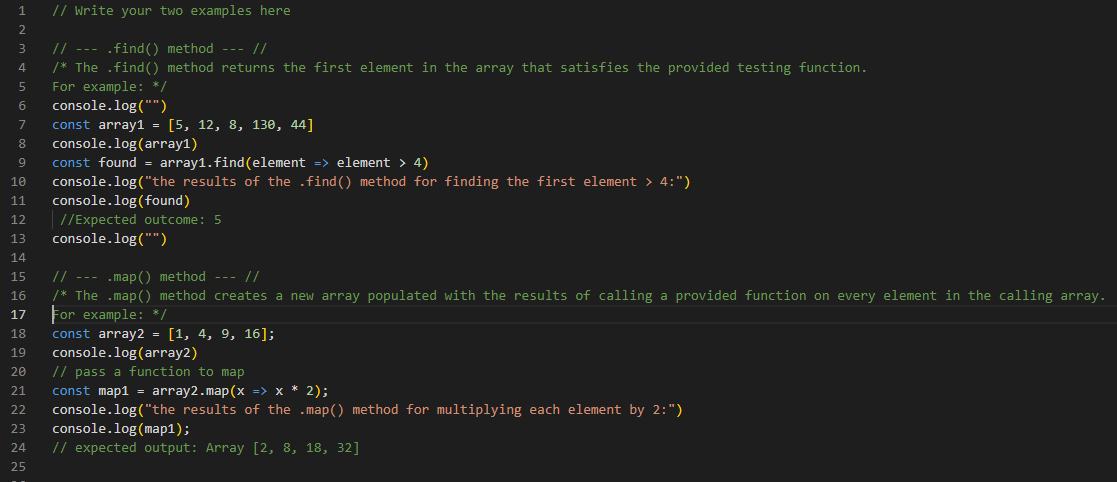 1 // Write your two examples here
2
3 // --- .find() method --- //
4 /* The .find() method returns the first element in the array that satisfies the provided testing function.
5 For example: */
6 console.log("")
7 const array1 = [5, 12, 8, 130, 44]
8 console.log(array1)
9 const found = array1.find(element => element > 4)
10 console.log("the results of the .find() method for finding the first element > 4:")
11 console.log(found)
12 //Expected outcome: 5
13 console.log("")
14
15 // --- .map() method --- //
16 /* The .map() method creates a new array populated with the results of calling a provided function on every element in the calling array.
17 For example: */
18 const array2 = [1, 4, 9, 16];
19 console.log(array2)
20 // pass a function to map
21 const map1 = array2.map(x => x * 2);
22 console.log("the results of the .map() method for multiplying each element by 2:")
23 console.log(map1);
24 // expected output: Array [2, 8, 18, 32]
25